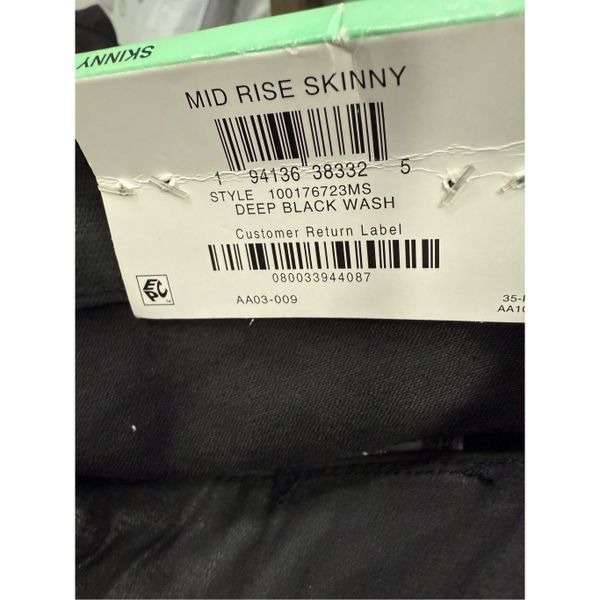 SKINNY
MID RISE SKINNY
1 94136 38332 5
STYLE 100176723MS
DEEP BLACK WASH
Customer Return Label
080033944087
EPC
AA03-009